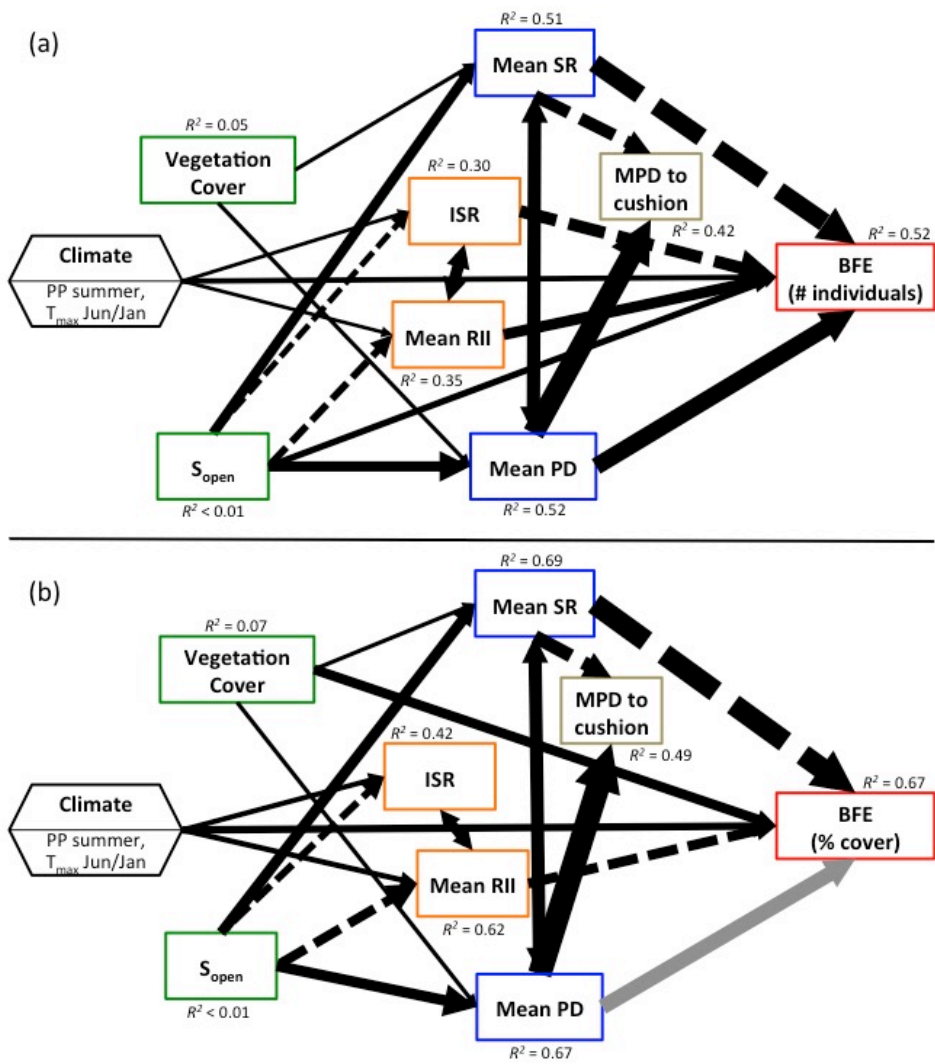 (a)
R² = 0.51
Mean SR
R² = 0.05
Vegetation
Cover
R² = 0.30
ISR
MPD to
cushion
R² = 0.42
R² = 0.52
BFE
(# individuals)
Climate
PP summer,
Tmax Jun/Jan
Mean RII
R² = 0.35
Sopen
R² < 0.01
Mean PD
R² = 0.52
(b)
R² = 0.69
Mean SR
R² = 0.07
Vegetation
Cover
MPD to
cushion
R² = 0.49
R² = 0.42
ISR
R² = 0.67
BFE
(% cover)
Climate
PP summer,
Tmax Jun/Jan
Mean RII
R² = 0.62
Sopen
R² < 0.01
Mean PD
R² = 0.67